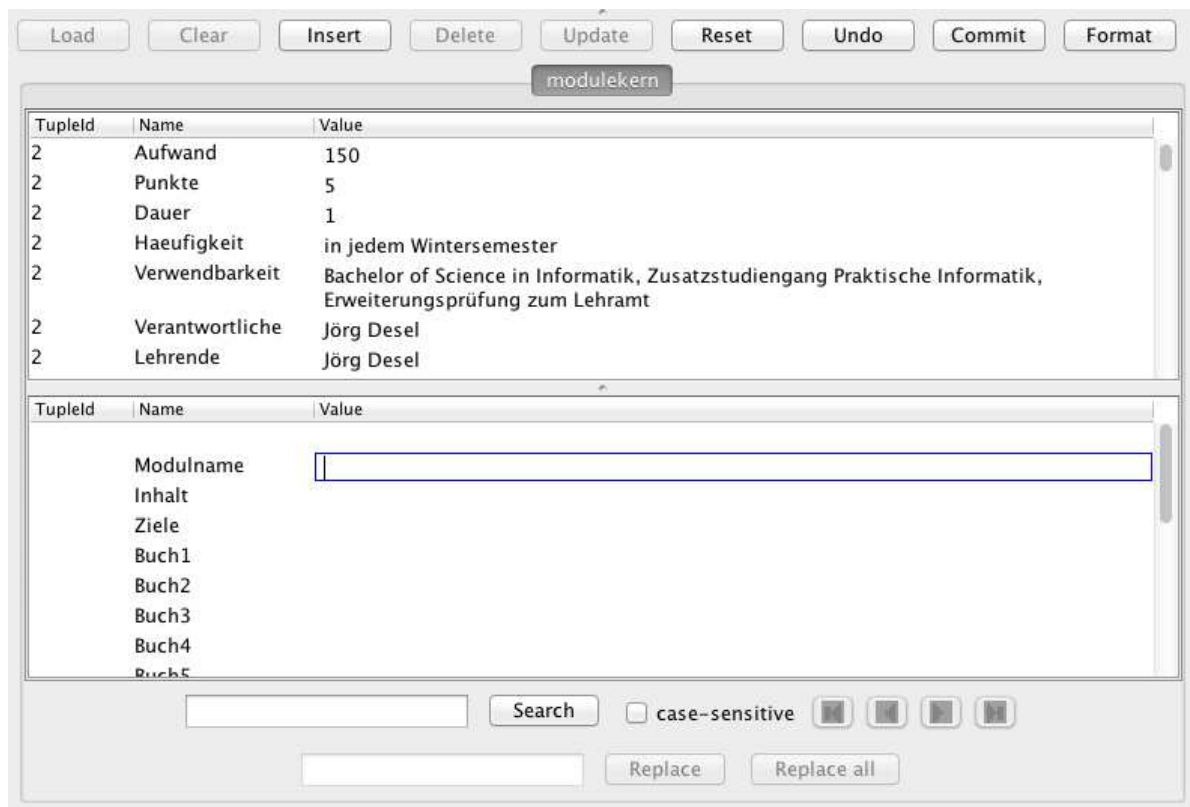 Load Clear Insert Delete Update Reset Undo Commit Format
modulekern
TupleId Name Value
2 Aufwand 150
2 Punkte 5
2 Dauer 1
2 Haeufigkeit in jedem Wintersemester
2 Verwendbarkeit Bachelor of Science in Informatik, Zusatzstudiengang Praktische Informatik,
Erweiterungsprüfung zum Lehramt
2 Verantwortliche Jörg Desel
2 Lehrende Jörg Desel
TupleId Name Value
Modulname
Inhalt
Ziele
Buch1
Buch2
Buch3
Buch4
Buch5
Search case-sensitive
Replace Replace all